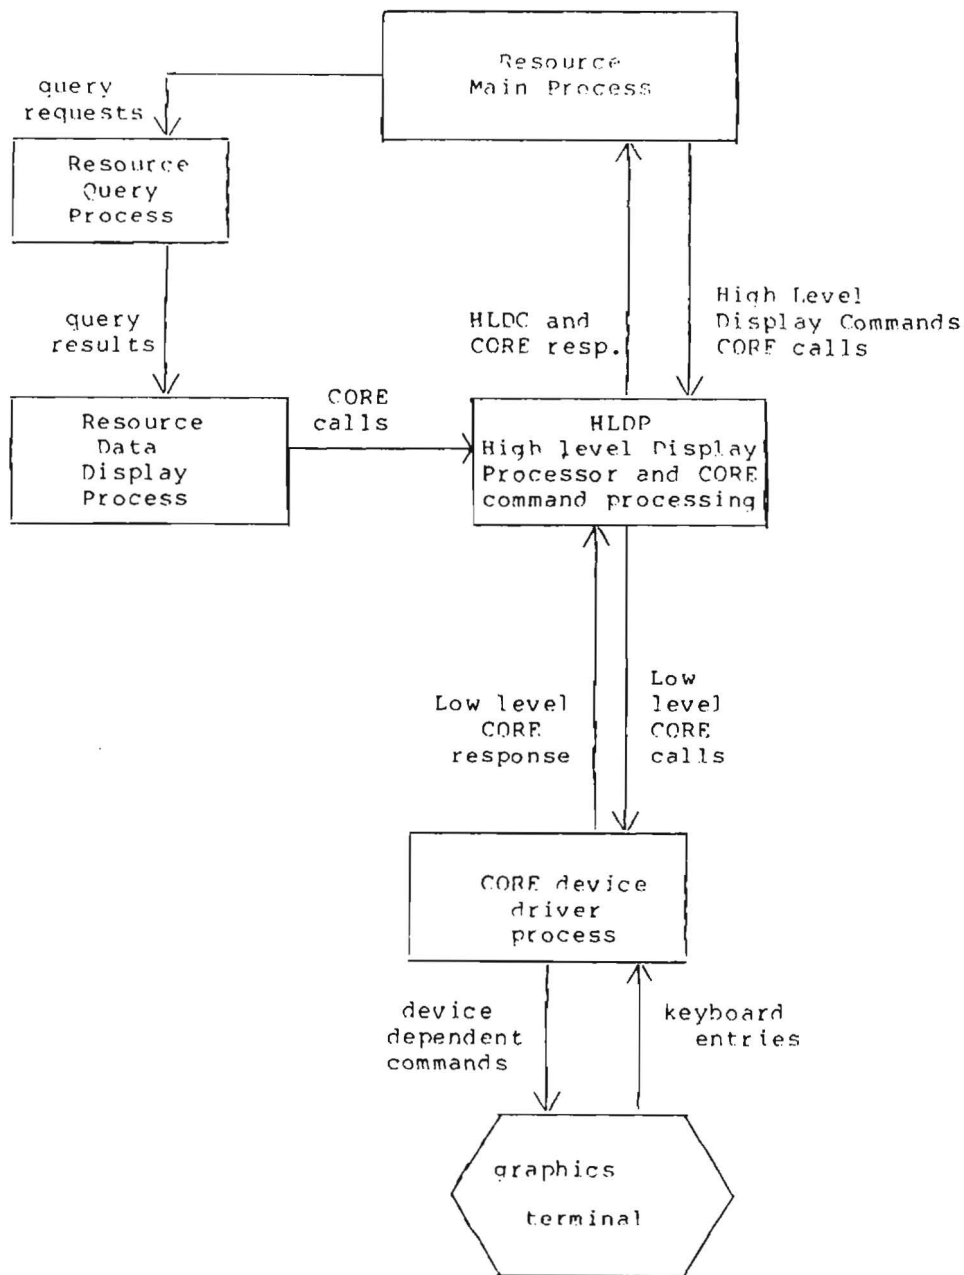 Resource
Main Process
query
requests
Resource
Query
Process
query
results
HLDC and
CORE resp.
High Level
Display Commands
CORE calls
Resource
Data
Display
Process
CORE
calls
HLDP
High level Display
Processor and CORE
command processing
Low level
CORE
response
Low
level
CORE
calls
CORE device
driver
process
device
dependent
commands
keyboard
entries
graphics
terminal